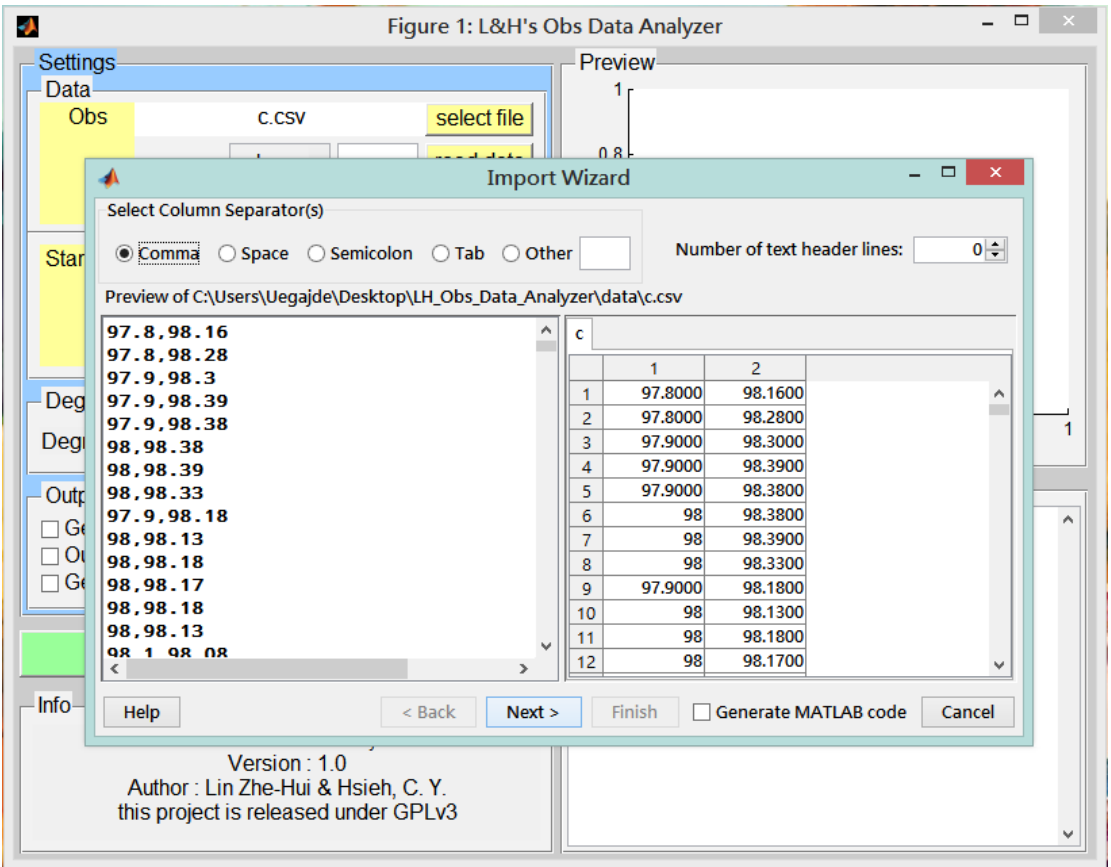 Figure 1: L&H's Obs Data Analyzer
Settings
Data
Obs c.csv select file
Preview
1
0.8
Import Wizard
Select Column Separator(s)
Comma Space Semicolon Tab Other
Number of text header lines: 0
Preview of C:\Users\Uegajde\Desktop\LH_Obs_Data_Analyzer\data\c.csv
97.8,98.16
97.8,98.28
97.9,98.3
97.9,98.39
97.9,98.38
98,98.38
98,98.39
98,98.33
97.9,98.18
98,98.13
98,98.18
98,98.17
98,98.18
98,98.13
98.1,98.08
c
1 2
1 97.8000 98.1600
2 97.8000 98.2800
3 97.9000 98.3000
4 97.9000 98.3900
5 97.9000 98.3800
6 98 98.3800
7 98 98.3900
8 98 98.3300
9 97.9000 98.1800
10 98 98.1300
11 98 98.1800
12 98 98.1700
Help < Back Next > Finish Generate MATLAB code Cancel
1
Info
Version : 1.0
Author : Lin Zhe-Hui & Hsieh, C. Y.
this project is released under GPLv3